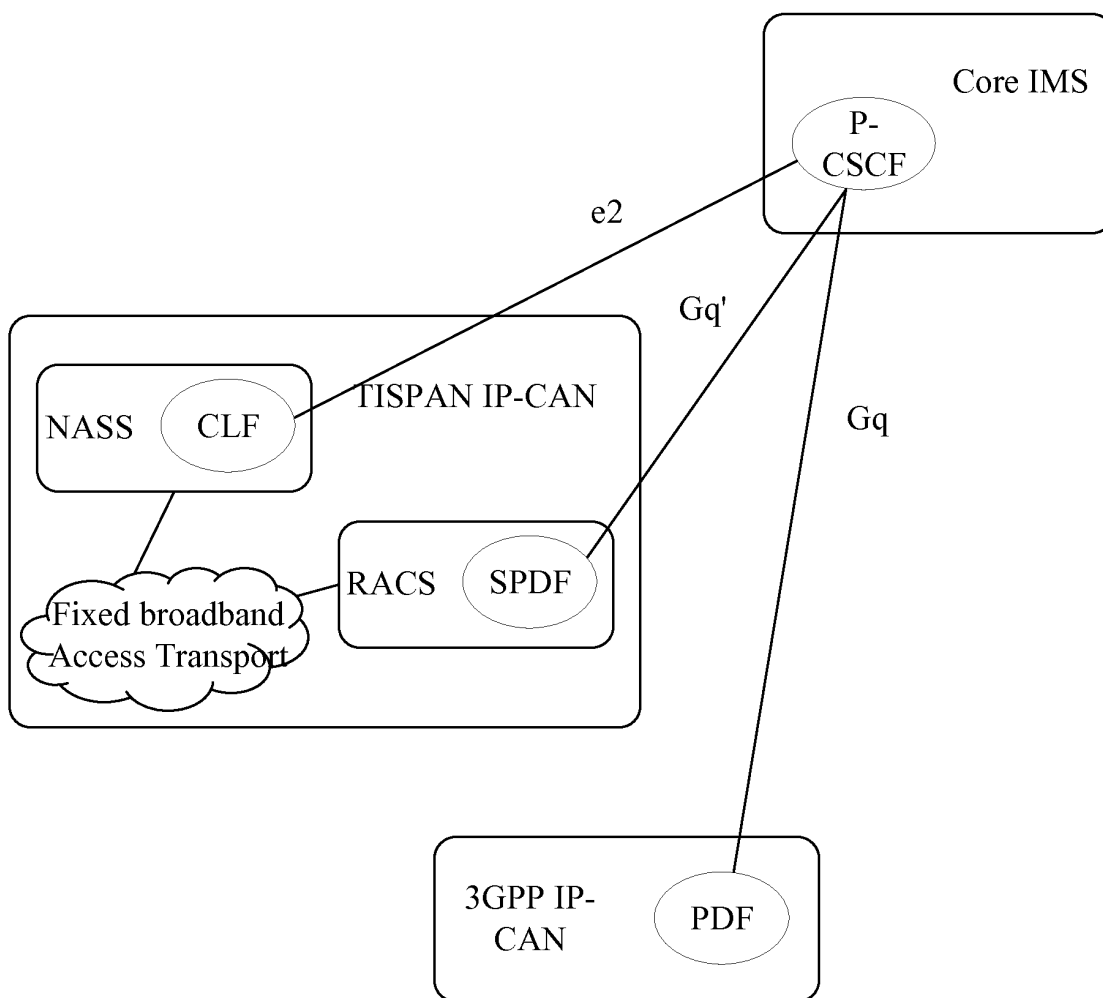 Core IMS
P-
CSCF
e2
Gq'
TISPAN IP-CAN
NASS
CLF
Gq
RACS
SPDF
Fixed broadband
Access Transport
3GPP IP-
CAN
PDF